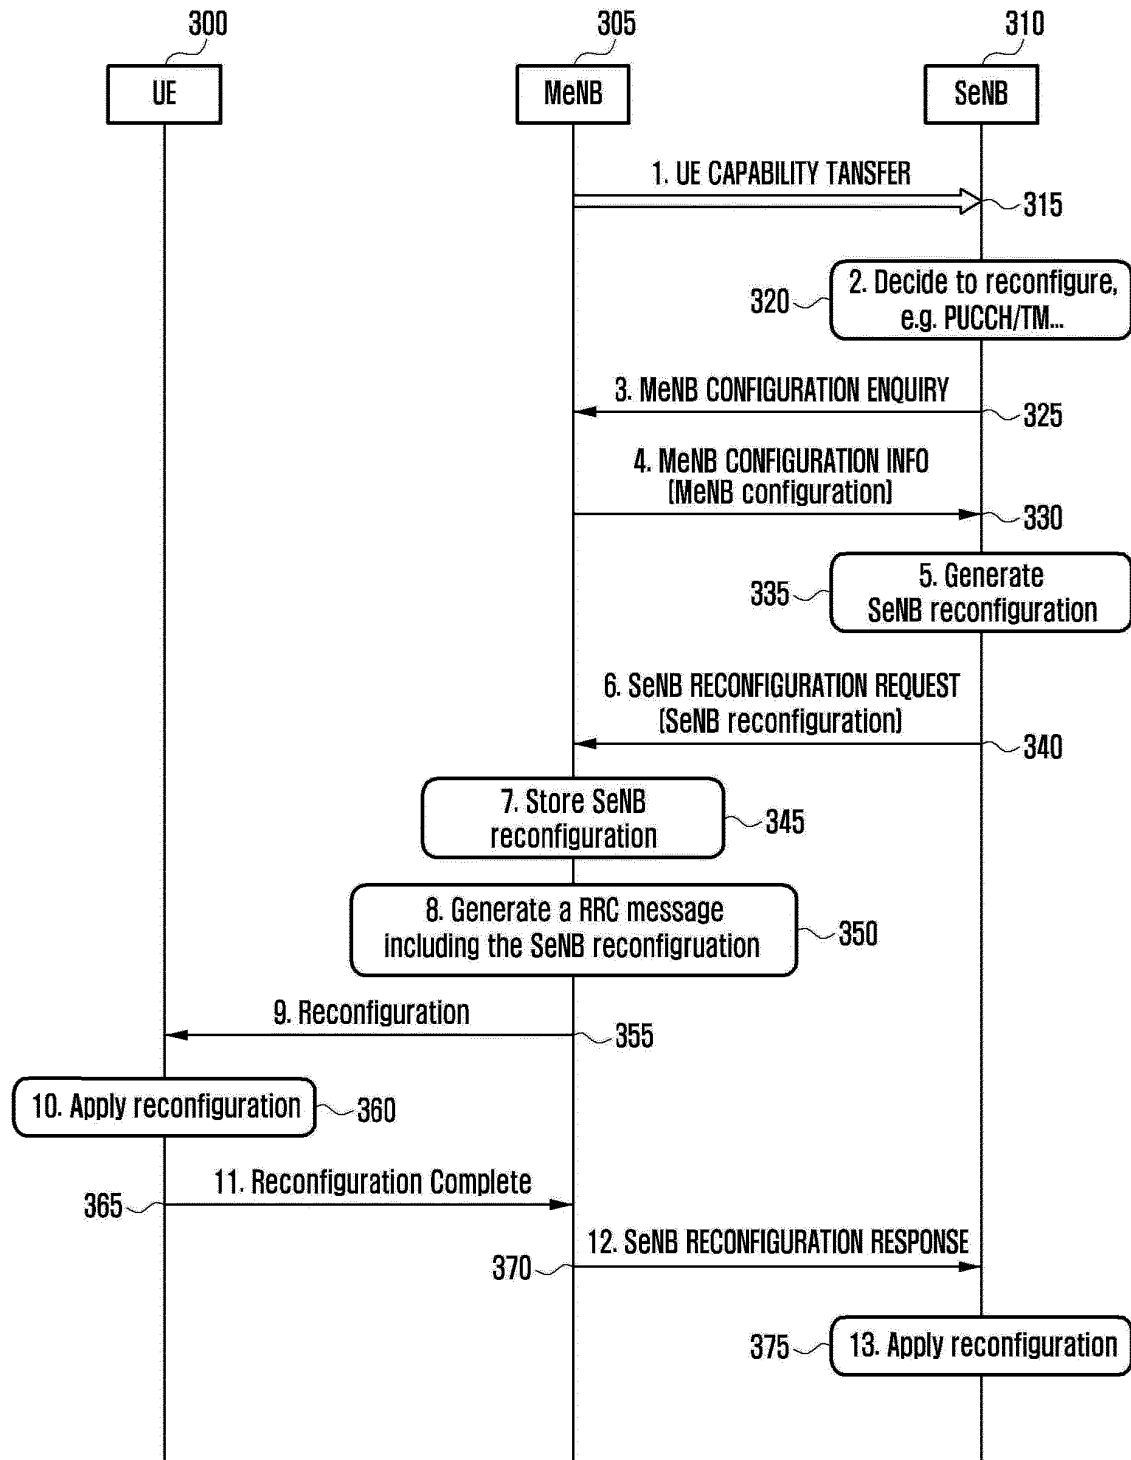 300
305
310
UE
MeNB
SeNB
1. UE CAPABILITY TANSFER
315
320
2. Decide to reconfigure,
e.g. PUCCH/TM...
3. MeNB CONFIGURATION ENQUIRY
325
4. MeNB CONFIGURATION INFO
(MeNB configuration)
330
335
5. Generate
SeNB reconfiguration
6. SeNB RECONFIGURATION REQUEST
(SeNB reconfiguration)
340
7. Store SeNB
reconfiguration
345
8. Generate a RRC message
including the SeNB reconfigruation
350
9. Reconfiguration
355
10. Apply reconfiguration
360
11. Reconfiguration Complete
365
12. SeNB RECONFIGURATION RESPONSE
370
375
13. Apply reconfiguration